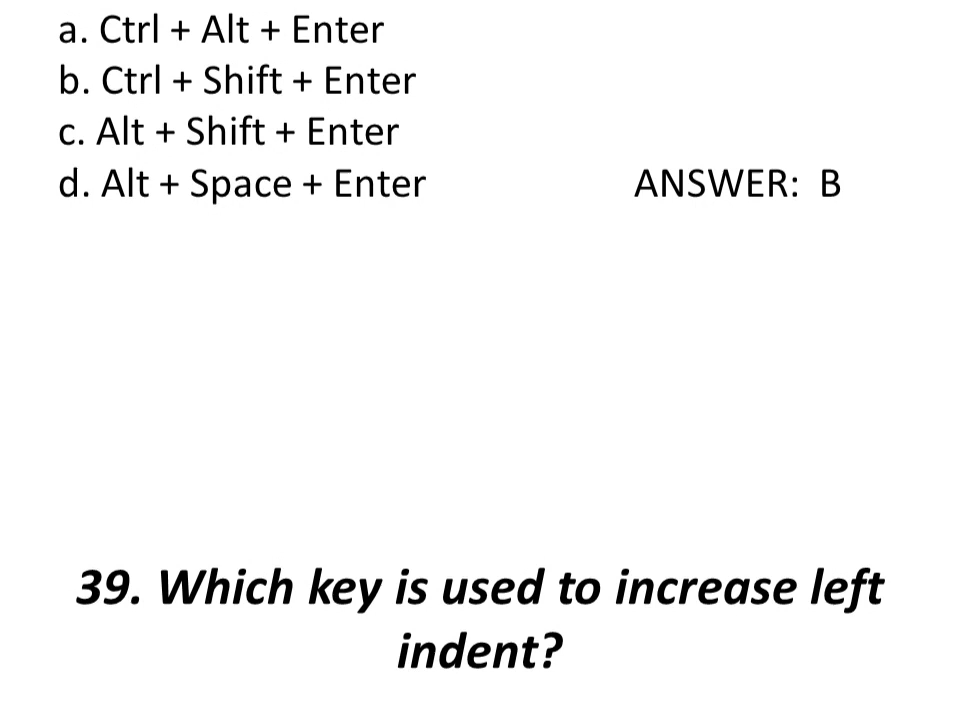 a. Ctrl + Alt + Enter
b. Ctrl + Shift + Enter
c. Alt + Shift + Enter
d. Alt + Space + Enter ANSWER: B
39. Which key is used to increase left
indent?